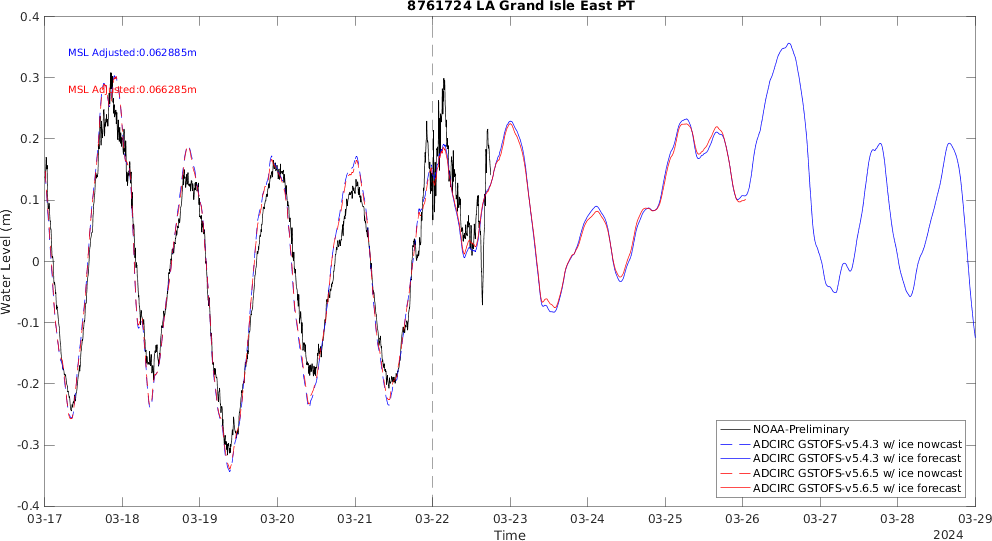 8761724 LA Grand Isle East PT
MSL Adjusted:0.062885m
MSL Adjusted:0.066285m
Water Level (m)
0.4
0.3
0.2
0.1
0
-0.1
-0.2
-0.3
-0.4
NOAA-Preliminary
ADCIRC GSTOFS-v5.4.3 w/ ice nowcast
ADCIRC GSTOFS-v5.4.3 w/ ice forecast
ADCIRC GSTOFS-v5.6.5 w/ ice nowcast
ADCIRC GSTOFS-v5.6.5 w/ ice forecast
03-17 03-18 03-19 03-20 03-21 03-22 03-23 03-24 03-25 03-26 03-27 03-28 03-29
Time
2024